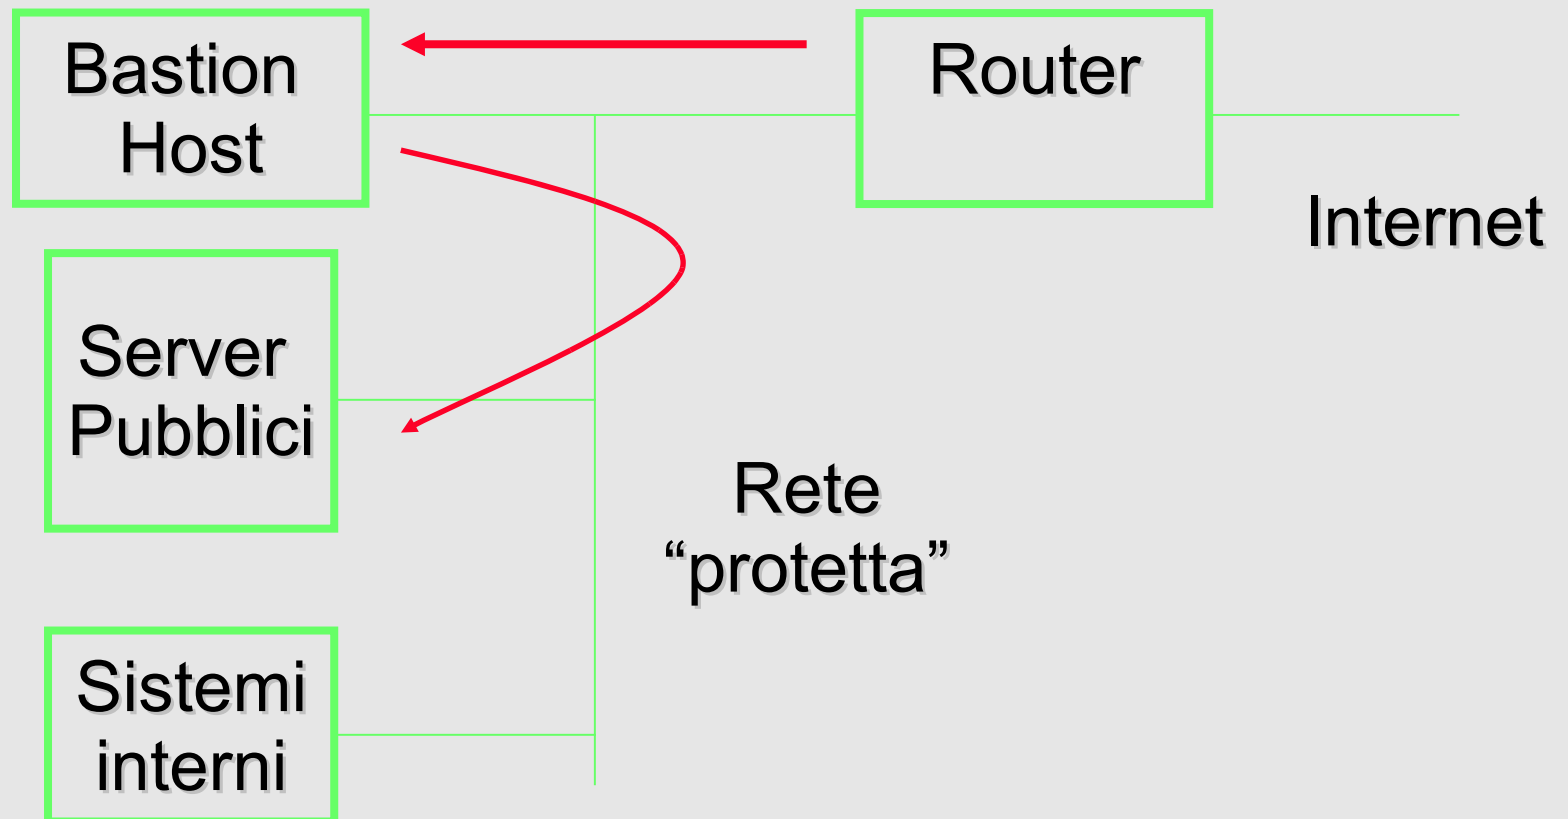 Bastion
Host
Router
Internet
Server
Pubblici
Rete
“protetta”
Sistemi
interni